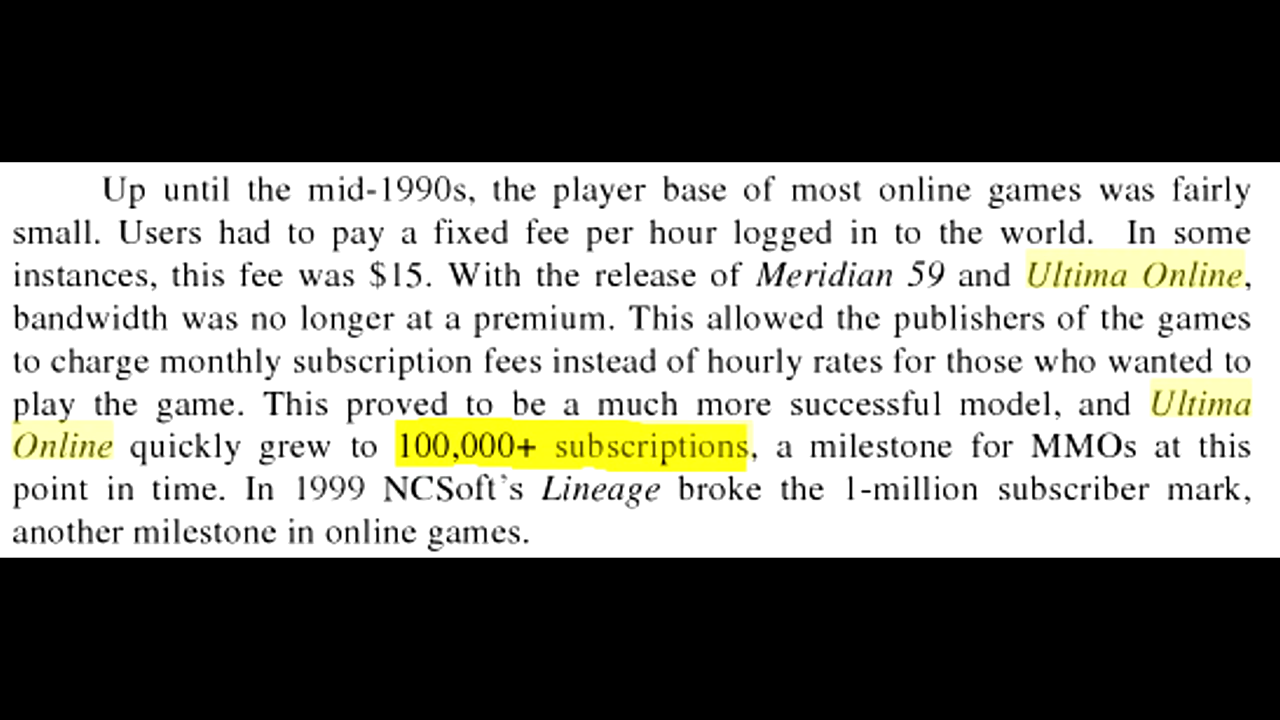 Up until the mid-1990s, the player base of most online games was fairly
small. Users had to pay a fixed fee per hour logged in to the world. In some
instances, this fee was $15. With the release of Meridian 59 and Ultima Online,
bandwidth was no longer at a premium. This allowed the publishers of the games
to charge monthly subscription fees instead of hourly rates for those who wanted to
play the game. This proved to be a much more successful model, and Ultima
Online quickly grew to 100,000+ subscriptions, a milestone for MMOs at this
point in time. In 1999 NCSoft's Lineage broke the 1-million subscriber mark,
another milestone in online games.